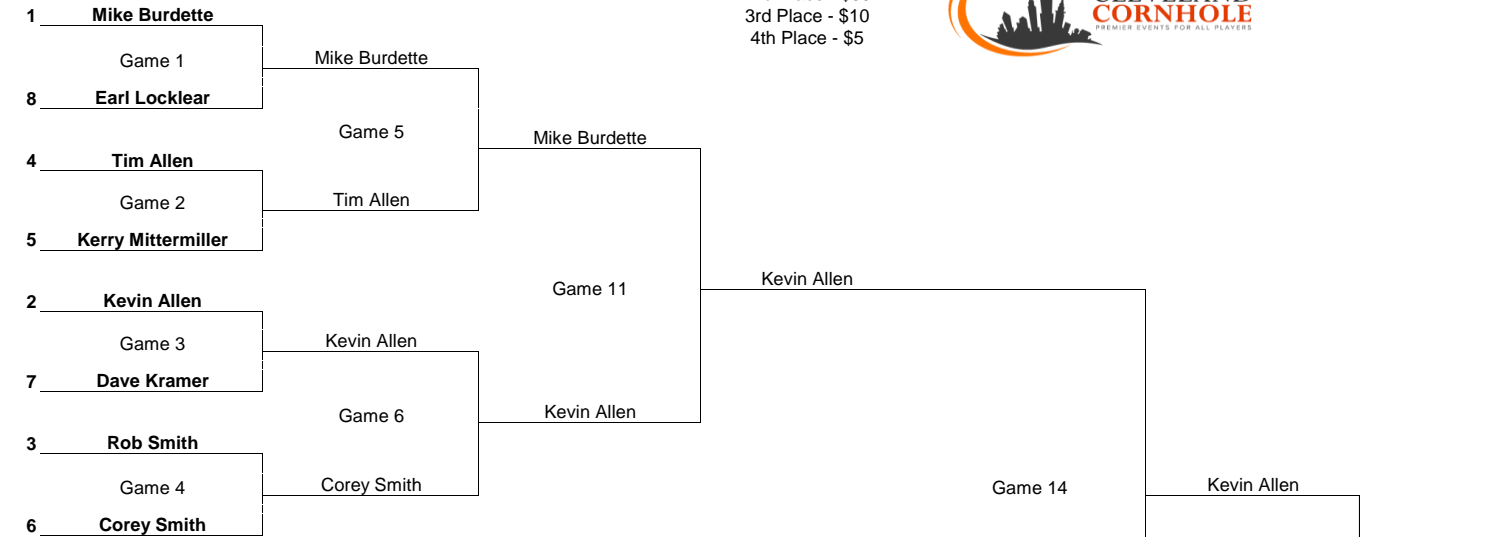 1 Mike Burdette
Game 1
8 Earl Locklear
4 Tim Allen
Game 2
5 Kerry Mittermiller
2 Kevin Allen
Game 3
7 Dave Kramer
3 Rob Smith
Game 4
6 Corey Smith
Mike Burdette
Game 5
Tim Allen
Kevin Allen
Game 6
Corey Smith
Mike Burdette
Game 11
Kevin Allen
3rd Place - $10
4th Place - $5
CLEVELAND
CORNHOLE
PREMIER EVENTS FOR ALL PLAYERS
Kevin Allen
Game 14
Kevin Allen